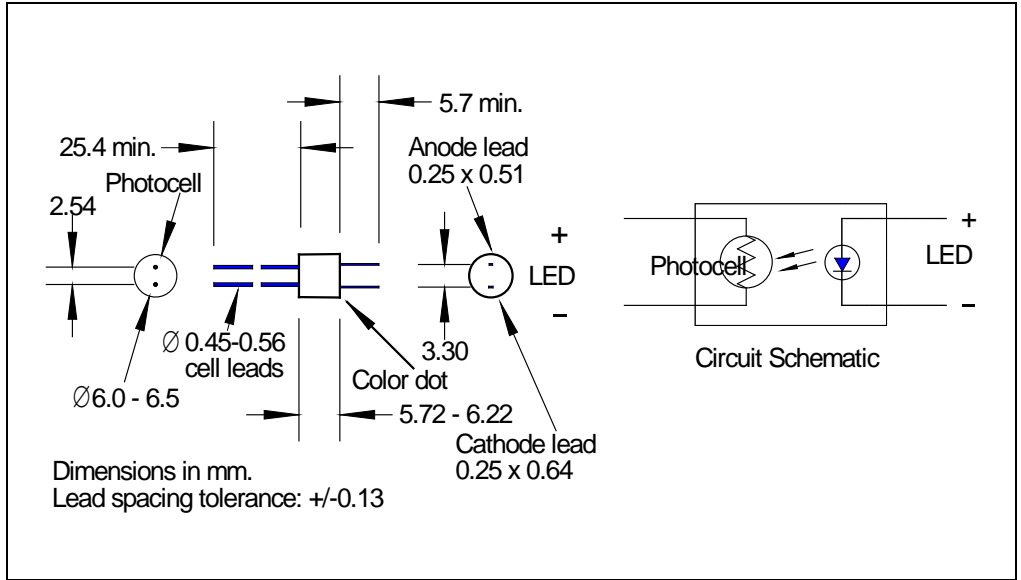 5.7 min.
25.4 min.
Anode lead
0.25 x 0.51
Photocell
2.54
+
LED
–
3.30
Ø 0.45-0.56
cell leads
Color dot
Ø6.0 - 6.5
5.72 - 6.22
Cathode lead
0.25 x 0.64
Dimensions in mm.
Lead spacing tolerance: +/-0.13
Photocell
+
LED
–
Circuit Schematic